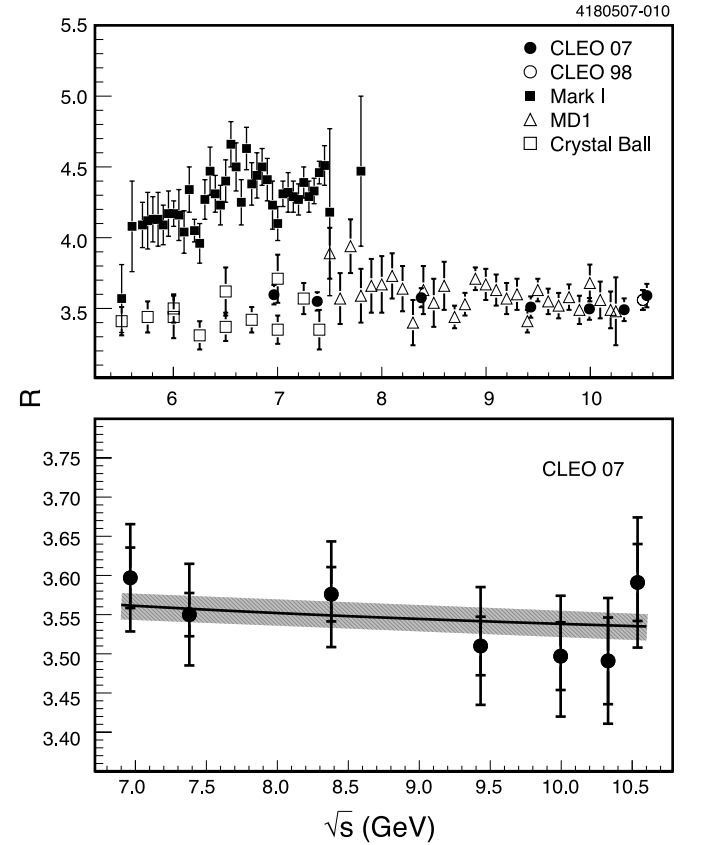 4180507-010
5.5
5.0
4.5
4.0
3.5
CLEO 07
CLEO 98
Mark I
MD1
Crystal Ball
6 7 8 9 10
R
3.75
3.70
3.65
3.60
3.55
3.50
3.45
3.40
CLEO 07
7.0 7.5 8.0 8.5 9.0 9.5 10.0 10.5
√s (GeV)